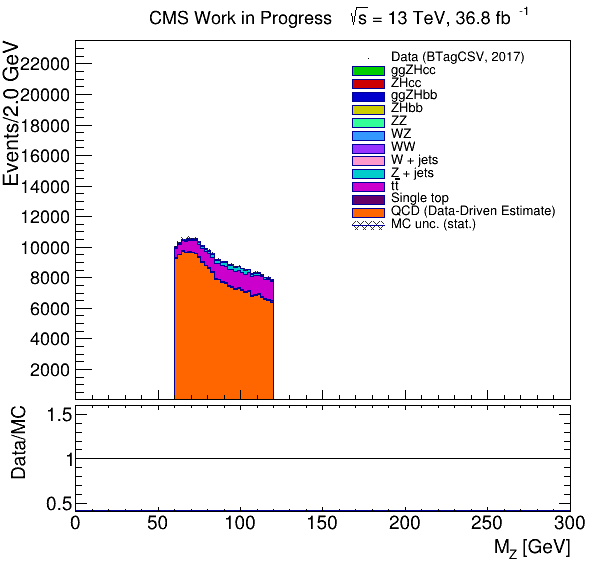 CMS Work in Progress √s = 13 TeV, 36.8 fb -1
Events/2.0 GeV
22000
20000
18000
16000
14000
12000
10000
8000
6000
4000
2000
Data (BTagCSV, 2017)
ggZHcc
ZHcc
ggZHbb
ZHbb
ZZ
WZ
WW
W + jets
Z + jets
tt̅
Single top
QCD (Data-Driven Estimate)
MC unc. (stat.)
Data/MC
1.5
1
0.5
0 50 100 150 200 250 300
M_Z [GeV]